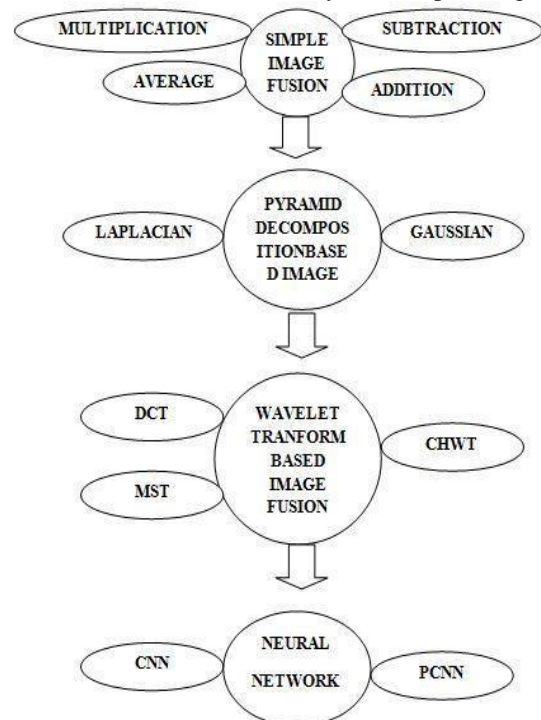 MULTIPLICATION
SIMPLE
IMAGE
FUSION
SUBTRACTION
AVERAGE
ADDITION
PYRAMID
DECOMPOS
ITIONBASE
D IMAGE
LAPLACIAN
GAUSSIAN
DCT
WAVELET
TRANFORM
BASED
IMAGE
FUSION
CHWT
MST
CNN
NEURAL
NETWORK
PCNN